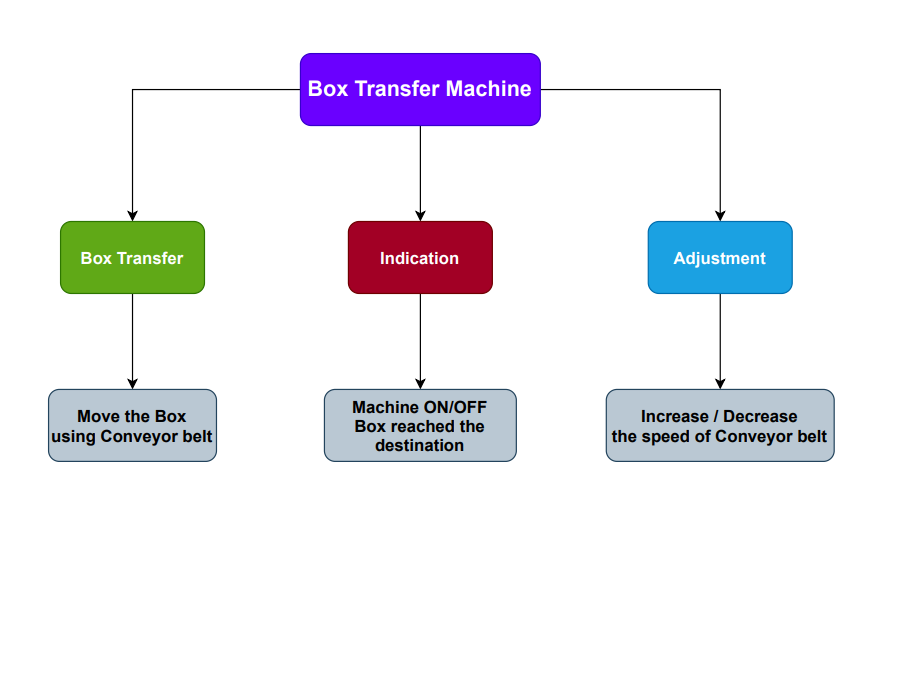 Box Transfer Machine
Box Transfer
Indication
Adjustment
Move the Box
using Conveyor belt
Machine ON/OFF
Box reached the
destination
Increase / Decrease
the speed of Conveyor belt